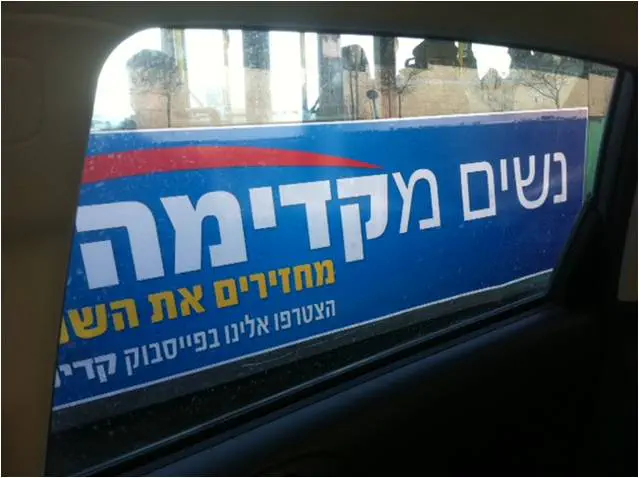 נשים מקדימה
מחזירים את
הצטרפו אלינו בפייסבוק